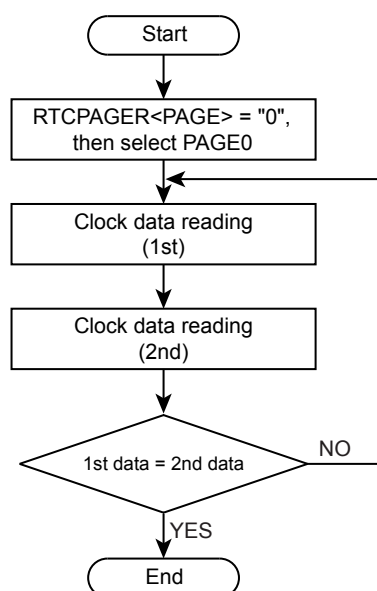 Start
RTCPAGER<PAGE> = "0",
then select PAGE0
Clock data reading
(1st)
Clock data reading
(2nd)
1st data = 2nd data
NO
YES
End